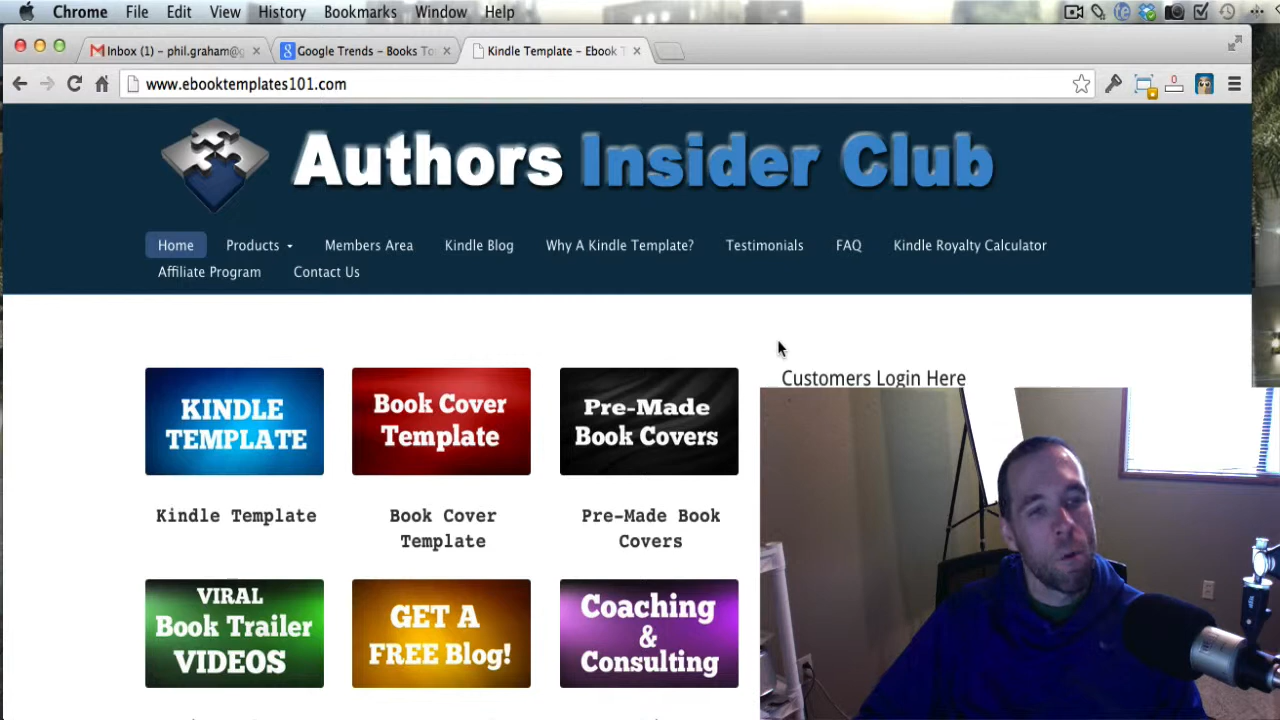 Chrome File Edit View History Bookmarks Window Help
Inbox (1) – phil.graham@g
Google Trends – Books To
Kindle Template – Ebook T
www.ebooktemplates101.com
0
Authors Insider Club
Home Products Members Area Kindle Blog Why A Kindle Template? Testimonials FAQ Kindle Royalty Calculator
Affiliate Program Contact Us
Customers Login Here
KINDLE
TEMPLATE
Book Cover
Template
Pre-Made
Book Covers
Kindle Template
Book Cover
Template
Pre-Made Book
Covers
VIRAL
Book Trailer
VIDEOS
GET A
FREE Blog!
Coaching
&
Consulting